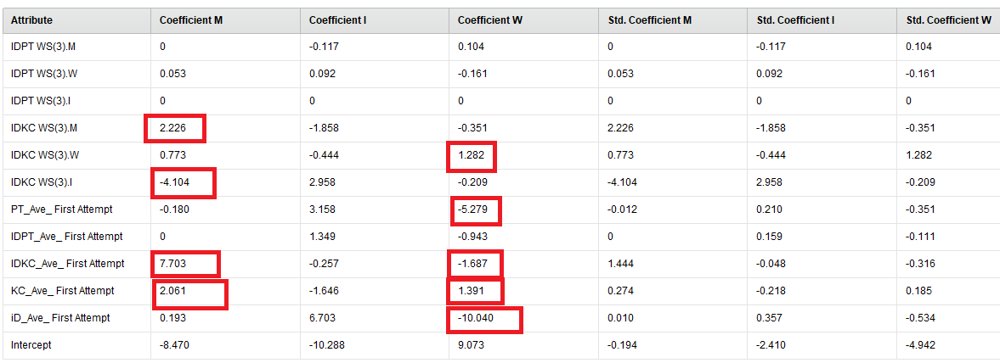 Attribute Coefficient M Coefficient I Coefficient W Std. Coefficient M Std. Coefficient I Std. Coefficient W
IDPT WS(3).M 0 -0.117 0.104 0 -0.117 0.104
IDPT WS(3).W 0.053 0.092 -0.161 0.053 0.092 -0.161
IDPT WS(3).I 0 0 0 0 0 0
IDKC WS(3).M 2.226 -1.858 -0.351 2.226 -1.858 -0.351
IDKC WS(3).W 0.773 -0.444 1.282 0.773 -0.444 1.282
IDKC WS(3).I -4.104 2.958 -0.209 -4.104 2.958 -0.209
PT_Ave_ First Attempt -0.180 3.158 -5.279 -0.012 0.210 -0.351
IDPT_Ave_ First Attempt 0 1.349 -0.943 0 0.159 -0.111
IDKC_Ave_ First Attempt 7.703 -0.257 -1.687 1.444 -0.048 -0.316
KC_Ave_ First Attempt 2.061 -1.646 1.391 0.274 -0.218 0.185
iD_Ave_ First Attempt 0.193 6.703 -10.040 0.010 0.357 -0.534
Intercept -8.470 -10.288 9.073 -0.194 -2.410 -4.942